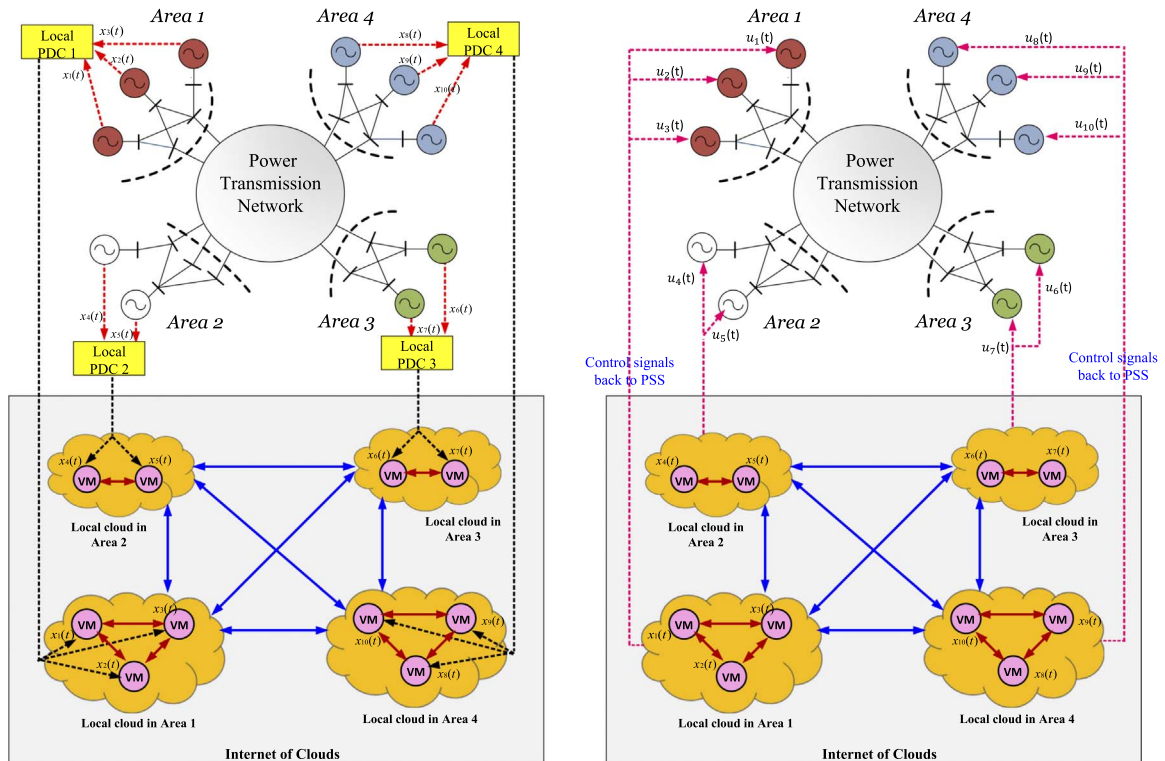 Area 1
Area 4
Local
PDC 1
x3(t)
x2(t)
x1(t)
x8(t)
x9(t)
x10(t)
Local
PDC 4
Power
Transmission
Network
x4(t)
x5(t)
Area 2
Local
PDC 2
Area 3
x7(t)
x6(t)
Local
PDC 3
x4(t)
x5(t)
VM
VM
Local cloud in
Area 2
x6(t)
x7(t)
VM
VM
Local cloud in
Area 3
x1(t)
x3(t)
x2(t)
VM
VM
VM
Local cloud in Area 1
VM
VM
VM
x9(t)
x10(t)
x8(t)
Local cloud in Area 4
Internet of Clouds
Area 1
Area 4
u1(t)
u2(t)
u3(t)
u8(t)
u9(t)
u10(t)
Power
Transmission
Network
u4(t)
u5(t)
Area 2
Area 3
u6(t)
u7(t)
Control signals
back to PSS
Control signals
back to PSS
x4(t)
x5(t)
VM
VM
Local cloud in
Area 2
x6(t)
x7(t)
VM
VM
Local cloud in
Area 3
x1(t)
x3(t)
x2(t)
VM
VM
VM
Local cloud in Area 1
VM
VM
VM
x9(t)
x10(t)
x8(t)
Local cloud in Area 4
Internet of Clouds